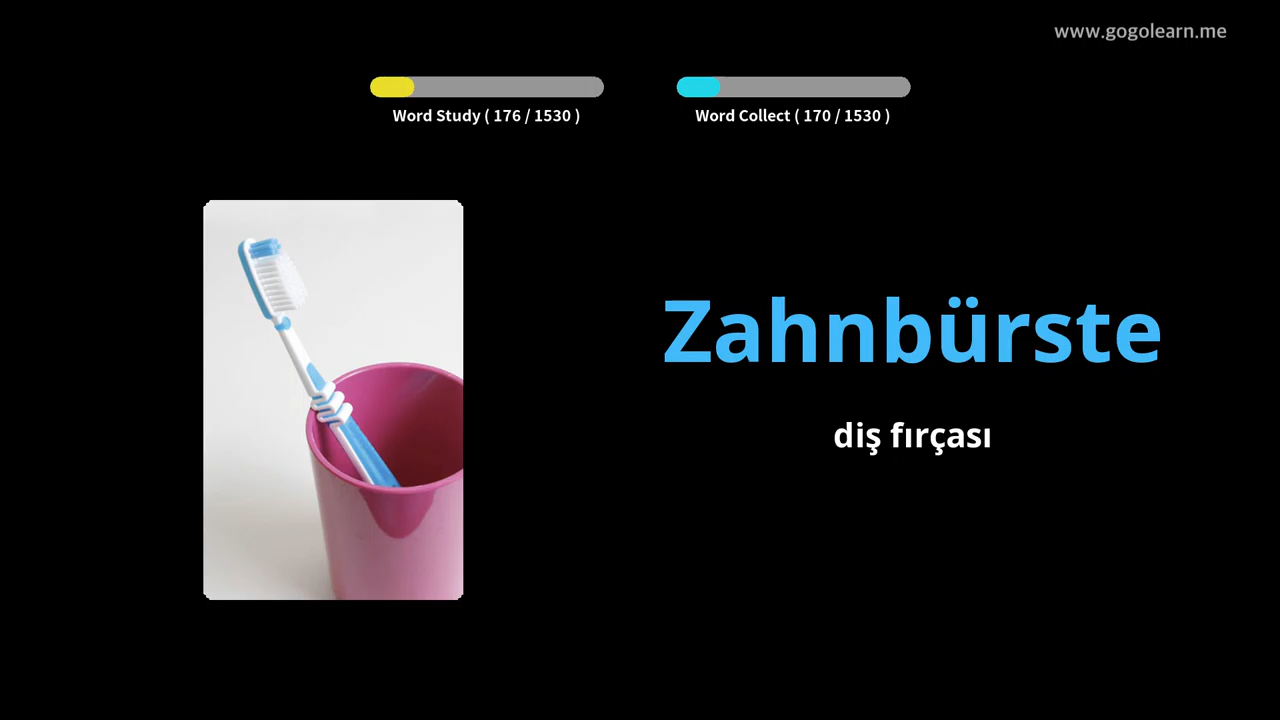 www.gogolearn.me
Word Study ( 176 / 1530 )
Word Collect ( 170 / 1530 )
Zahnbürste
diş fırçası